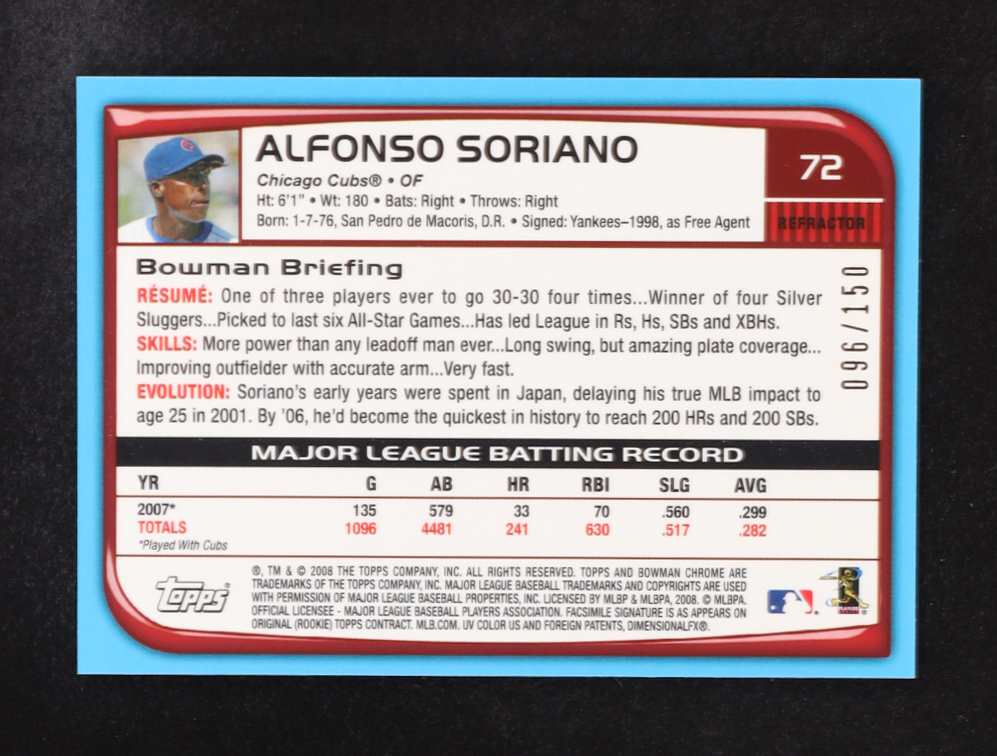 ALFONSO SORIANO
Chicago Cubs® • OF
Ht: 6'1" • Wt: 180 • Bats: Right • Throws: Right
Born: 1-7-76, San Pedro de Macoris, D.R. • Signed: Yankees–1998, as Free Agent
72
REFRACTOR
Bowman Briefing
RÉSUMÉ: One of three players ever to go 30-30 four times...Winner of four Silver
Sluggers...Picked to last six All-Star Games...Has led League in Rs, Hs, SBs and XBHs.
SKILLS: More power than any leadoff man ever...Long swing, but amazing plate coverage...
Improving outfielder with accurate arm...Very fast.
EVOLUTION: Soriano's early years were spent in Japan, delaying his true MLB impact to
age 25 in 2001. By '06, he'd become the quickest in history to reach 200 HRs and 200 SBs.
096/150
MAJOR LEAGUE BATTING RECORD
YR G AB HR RBI SLG AVG
2007* 135 579 33 70 .560 .299
TOTALS 1096 4481 241 630 .517 .282
*Played With Cubs
Topps®
®, TM & © 2008 THE TOPPS COMPANY, INC. ALL RIGHTS RESERVED. TOPPS AND BOWMAN CHROME ARE
TRADEMARKS OF THE TOPPS COMPANY, INC. MAJOR LEAGUE BASEBALL TRADEMARKS AND COPYRIGHTS ARE USED
WITH PERMISSION OF MAJOR LEAGUE BASEBALL PROPERTIES, INC. LICENSED BY MLBP & MLBPA, 2008. © MLBPA.
OFFICIAL LICENSEE - MAJOR LEAGUE BASEBALL PLAYERS ASSOCIATION. FACSIMILE SIGNATURE IS AS APPEARS ON
ORIGINAL (ROOKIE) TOPPS CONTRACT. MLB.COM. UV COLOR US AND FOREIGN PATENTS, DIMENSIONALFX®.